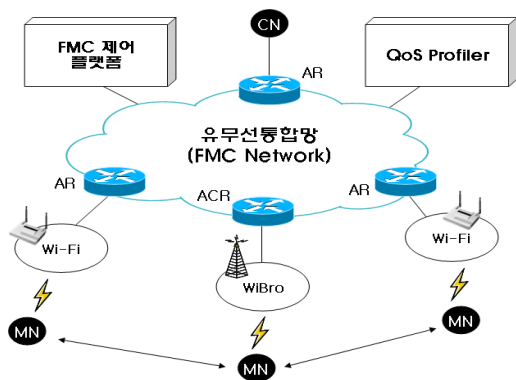 CN
FMC 제어
플랫폼
QoS Profiler
AR
유무선통합망
(FMC Network)
AR
ACR
AR
Wi-Fi
Wi-Fi
WiBro
MN
MN
MN